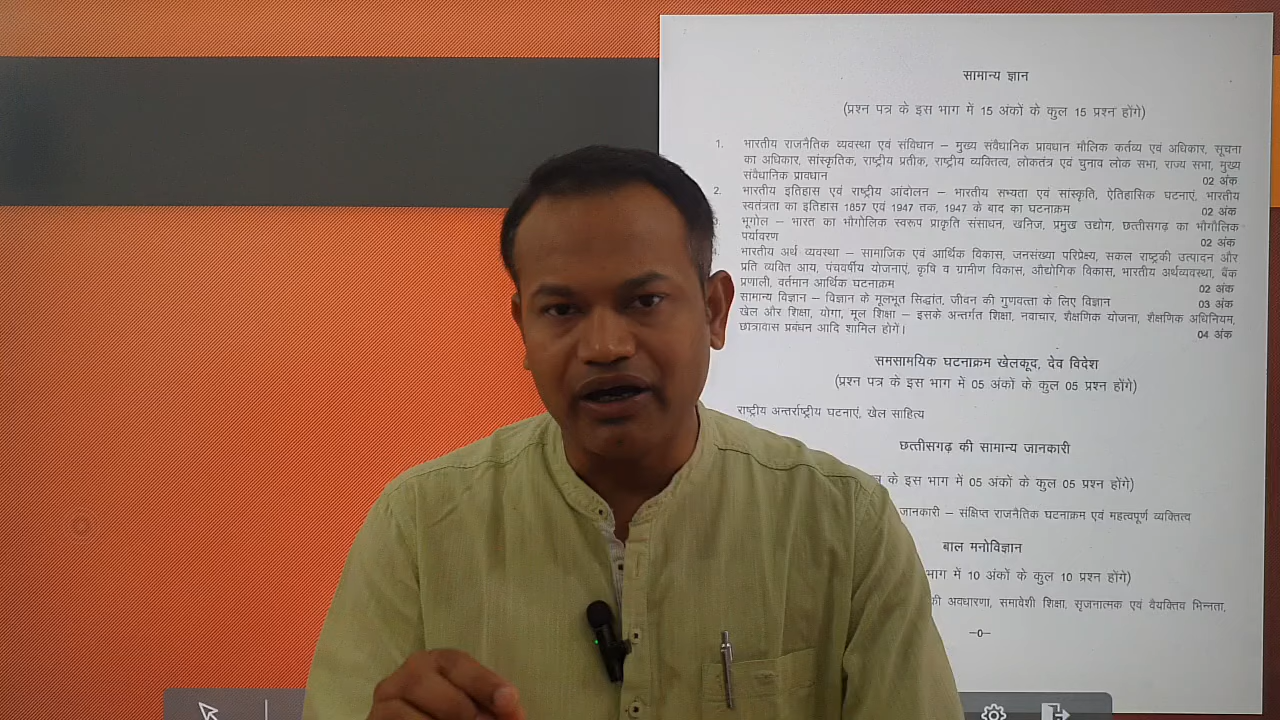 सामान्य ज्ञान
(प्रश्न पत्र के इस भाग में 15 अंकों के कुल 15 प्रश्न होंगे)
1. भारतीय राजनैतिक व्यवस्था एवं संविधान – मुख्य संवैधानिक प्रावधान मौलिक कर्तव्य एवं अधिकार, सूचना
का अधिकार, सांस्कृतिक, राष्ट्रीय प्रतीक, राष्ट्रीय व्यक्तित्व, लोकतंत्र एवं चुनाव लोक सभा, राज्य सभा, मुख्य
संवैधानिक प्रावधान 02 अंक
2. भारतीय इतिहास एवं राष्ट्रीय आंदोलन – भारतीय सभ्यता एवं सांस्कृति, ऐतिहासिक घटनाएं, भारतीय
स्वतंत्रता का इतिहास 1857 एवं 1947 तक, 1947 के बाद का घटनाक्रम 02 अंक
भूगोल – भारत का भौगोलिक स्वरूप प्राकृति संसाधन, खनिज, प्रमुख उद्योग, छत्तीसगढ़ का भौगौलिक
पर्यावरण 02 अंक
भारतीय अर्थ व्यवस्था – सामाजिक एवं आर्थिक विकास, जनसंख्या परिप्रेक्ष्य, सकल राष्ट्रकी उत्पादन और
प्रति व्यक्ति आय, पंचवर्षीय योजनाएं, कृषि व ग्रामीण विकास, औद्योगिक विकास, भारतीय अर्थव्यवस्था, बैंक
प्रणाली, वर्तमान आर्थिक घटनाक्रम 02 अंक
सामान्य विज्ञान – विज्ञान के मूलभूत सिद्धांत, जीवन की गुणवत्ता के लिए विज्ञान 03 अंक
खेल और शिक्षा, योगा, मूल शिक्षा – इसके अन्तर्गत शिक्षा, नवाचार, शैक्षणिक योजना, शैक्षणिक अधिनियम,
छात्रावास प्रबंधन आदि शामिल होगें। 04 अंक
समसामयिक घटनाक्रम खेलकूद, देव विदेश
(प्रश्न पत्र के इस भाग में 05 अंकों के कुल 05 प्रश्न होंगे)
राष्ट्रीय अन्तर्राष्ट्रीय घटनाएं, खेल साहित्य
छत्तीसगढ़ की सामान्य जानकारी
के इस भाग में 05 अंकों के कुल 05 प्रश्न होंगे)
जानकारी – संक्षिप्त राजनैतिक घटनाक्रम एवं महत्वपूर्ण व्यक्तित्व
बाल मनोविज्ञान
भाग में 10 अंकों के कुल 10 प्रश्न होंगे)
की अवधारणा, समावेशी शिक्षा, सृजनात्मक एवं वैयक्तिय भिन्नता,
–0–